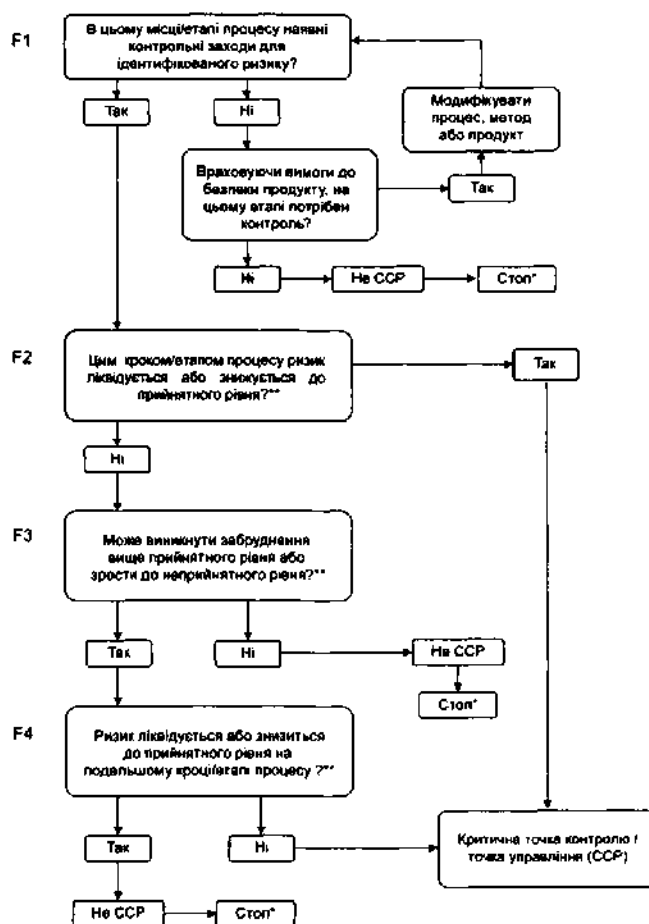 F1
В цьому місці/етапі процесу наявні
контрольні заходи для
ідентифікованого ризику?
Так
Ні
Модифікувати
процес, метод
або продукт
Враховуючи вимоги до
безпеки продукту, на
цьому етапі потрібен
контроль?
Так
Ні
Не ССР
Стоп*
F2
Цим кроком/етапом процесу ризик
ліквідується або знижується до
прийнятного рівня?**
Так
Ні
F3
Може виникнути забруднення
вище прийнятного рівня або
зрости до неприйнятного рівня?**
Так
Ні
Не ССР
Стоп*
F4
Ризик ліквідується або знизиться
до прийнятного рівня на
подальшому кроці/етапі процесу ?**
Так
Ні
Критична точка контролю /
точка управління (ССР)
Не ССР
Стоп*